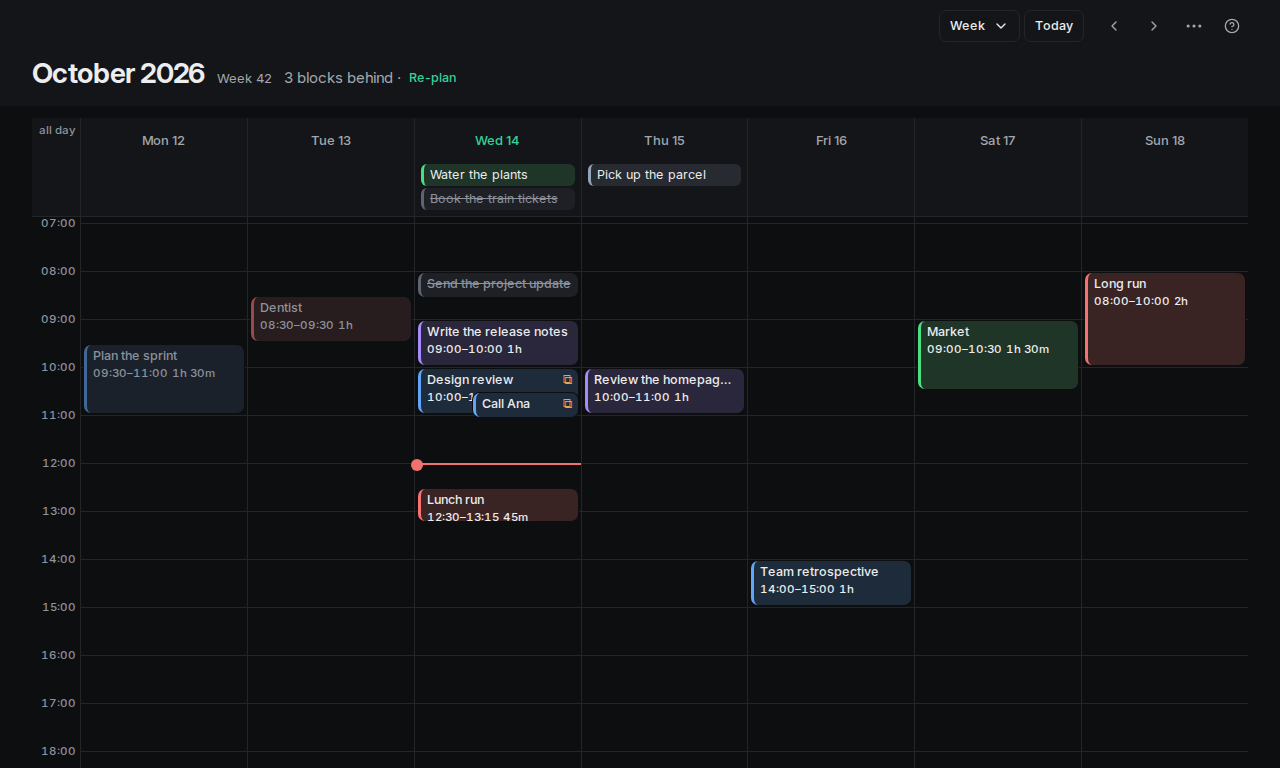 Week
Today
October 2026
Week 42
3 blocks behind ·
Re-plan
all day
Mon 12
Tue 13
Wed 14
Thu 15
Fri 16
Sat 17
Sun 18
Water the plants
Pick up the parcel
Book the train tickets
07:00
08:00
09:00
10:00
11:00
12:00
13:00
14:00
15:00
16:00
17:00
18:00
Plan the sprint
09:30–11:00 1h 30m
Dentist
08:30–09:30 1h
Send the project update
Write the release notes
09:00–10:00 1h
Design review
10:00–1
Call Ana
Lunch run
12:30–13:15 45m
Review the homepag...
10:00–11:00 1h
Team retrospective
14:00–15:00 1h
Market
09:00–10:30 1h 30m
Long run
08:00–10:00 2h